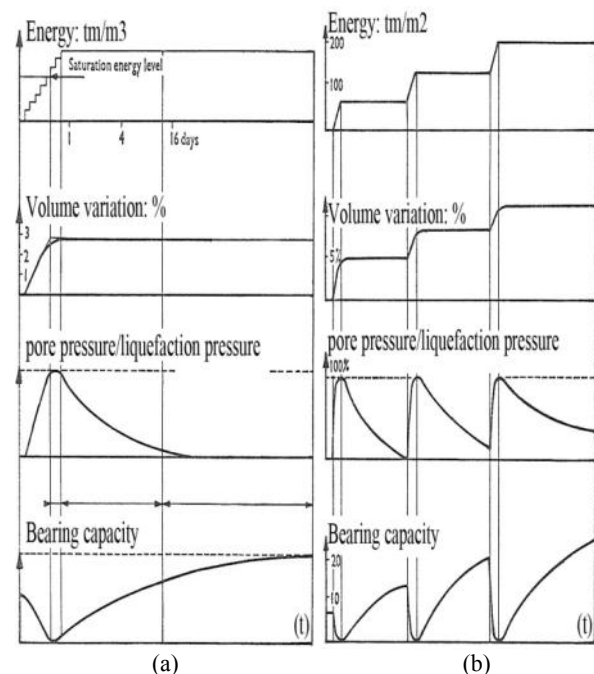 Energy: tm/m3
Saturation energy level
1 4 16 days
Volume variation: %
3
2
1
pore pressure/liquefaction pressure
Bearing capacity
(t)
(a)
Energy: tm/m2
200
100
Volume variation: %
5%
pore pressure/liquefaction pressure
100%
Bearing capacity
20
10
(t)
(b)